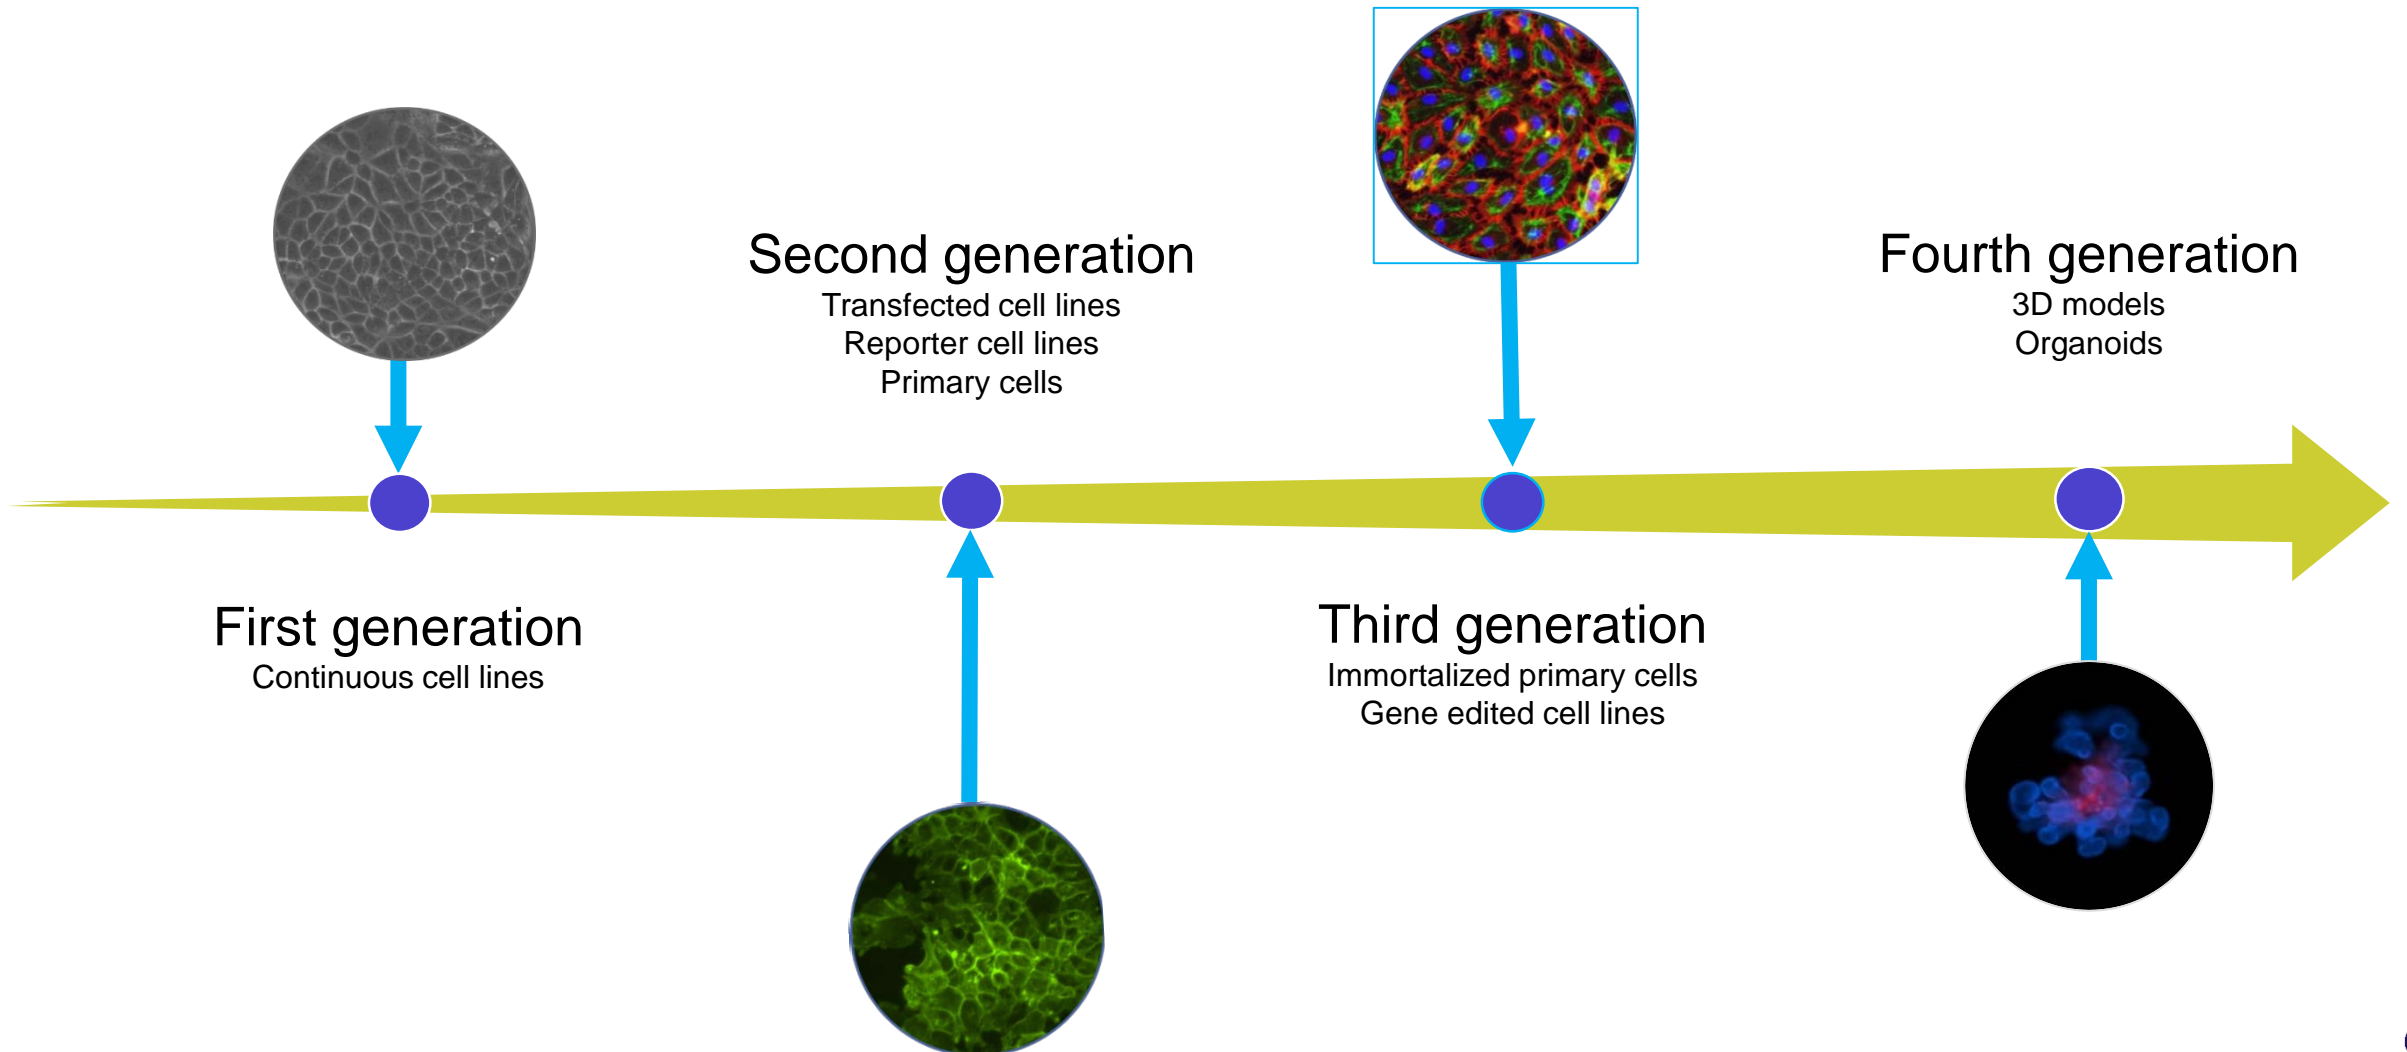 First generation
Continuous cell lines
Second generation
Transfected cell lines
Reporter cell lines
Primary cells
Third generation
Immortalized primary cells
Gene edited cell lines
Fourth generation
3D models
Organoids